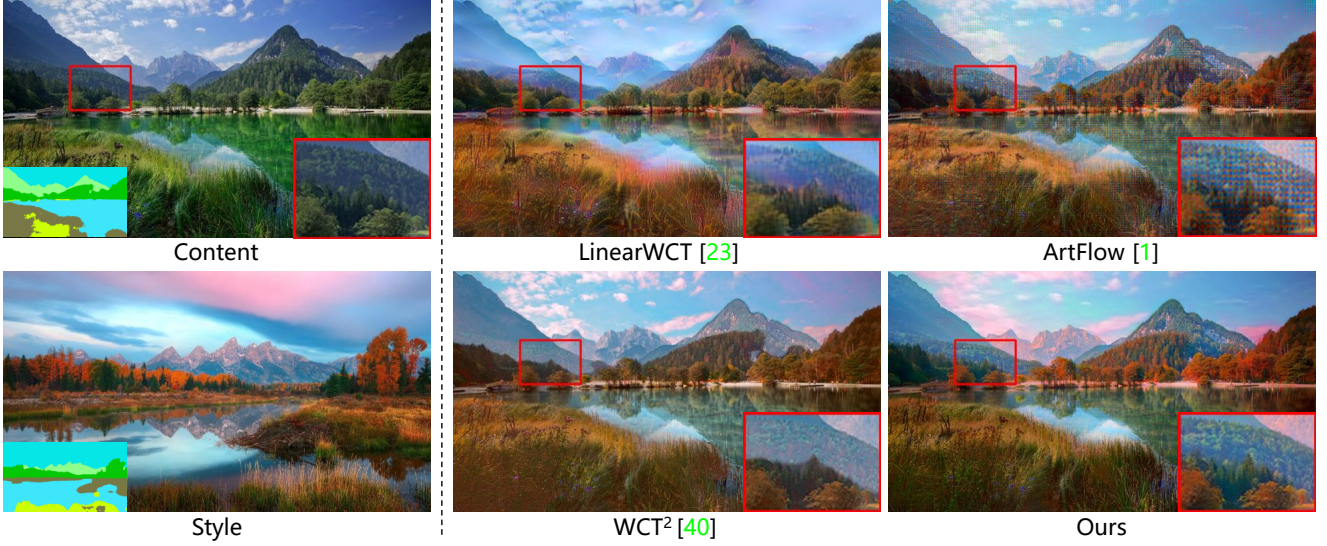 Content
LinearWCT [23]
ArtFlow [1]
Style
WCT² [40]
Ours